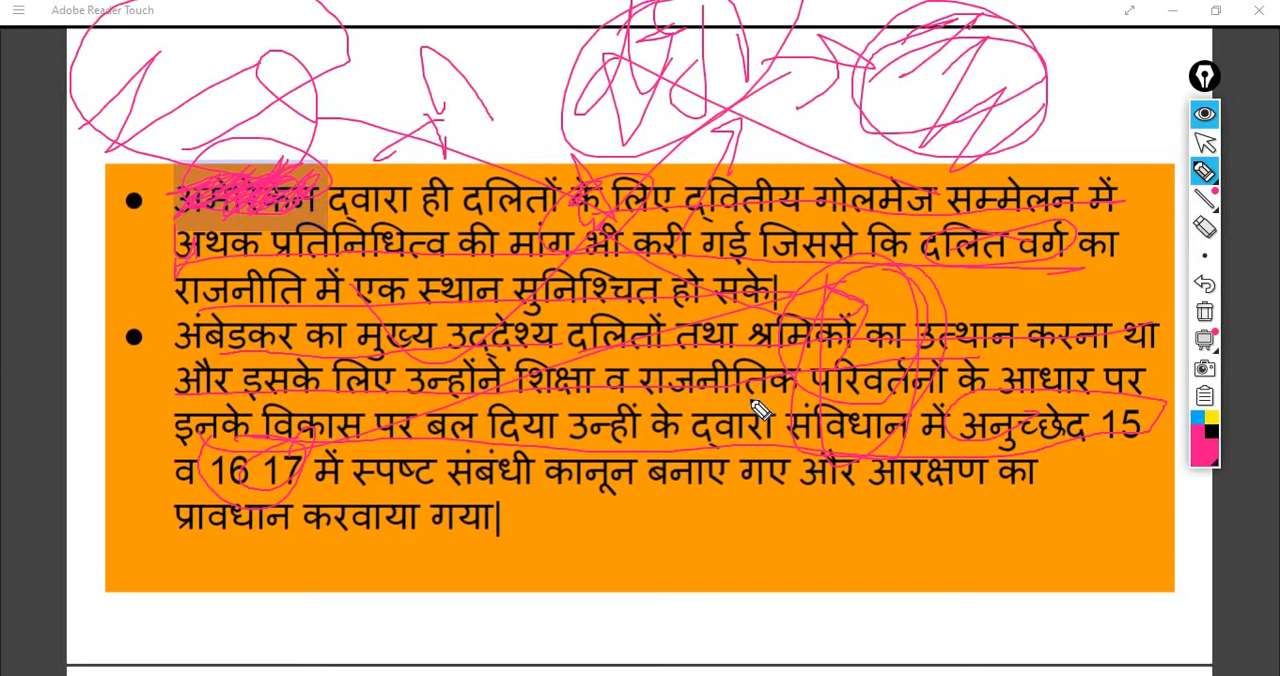 Adobe Reader Touch
द्वारा ही दलितों के लिए द्वितीय गोलमेज सम्मेलन में
अथक प्रतिनिधित्व की मांग भी करी गई जिससे कि दलित वर्ग का
राजनीति में एक स्थान सुनिश्चित हो सके|
अंबेडकर का मुख्य उद्देश्य दलितों तथा श्रमिकों का उत्थान करना था
और इसके लिए उन्होंने शिक्षा व राजनीतिक परिवर्तनों के आधार पर
इनके विकास पर बल दिया उन्हीं के द्वारा संविधान में अनुच्छेद 15
व 16 17 में स्पष्ट संबंधी कानून बनाए गए और आरक्षण का
प्रावधान करवाया गया|